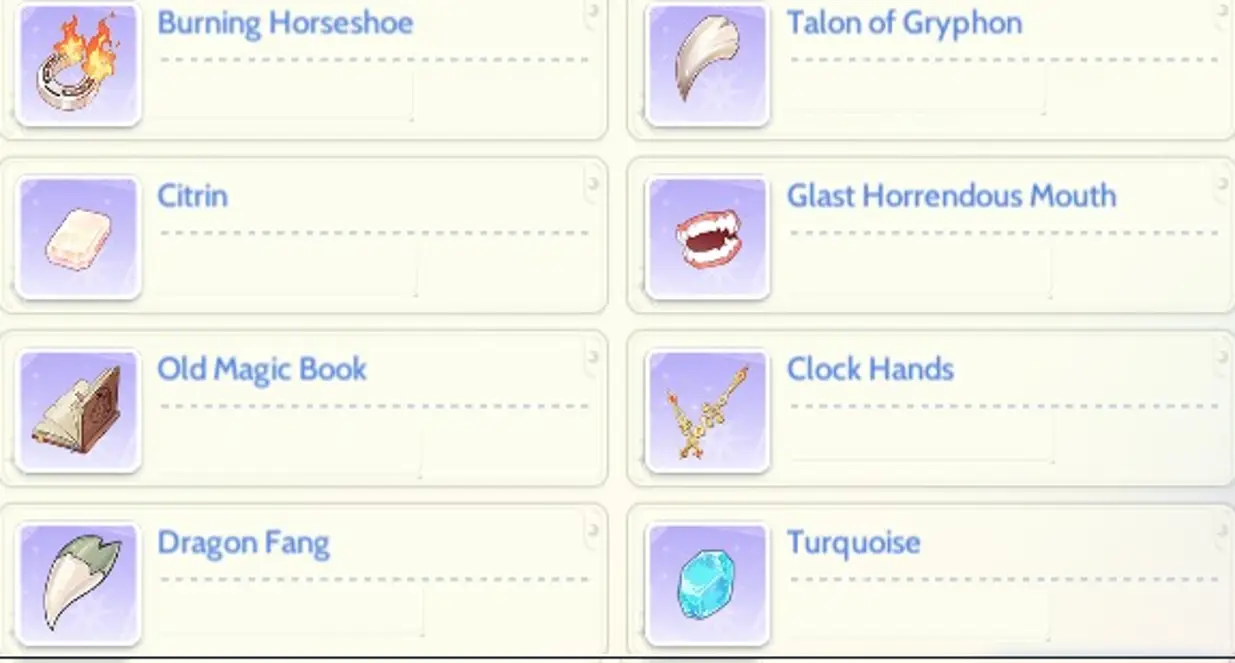 Burning Horseshoe
Talon of Gryphon
Citrin
Glast Horrendous Mouth
Old Magic Book
Clock Hands
Dragon Fang
Turquoise